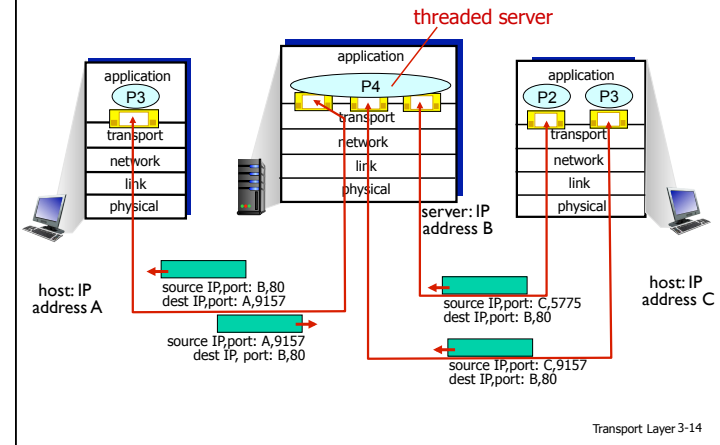 threaded server
application
P3
transport
network
link
physical
application
P4
transport
network
link
physical
application
P2
P3
transport
network
link
physical
server: IP
address B
host: IP
address A
host: IP
address C
source IP,port: B,80
dest IP,port: A,9157
source IP,port: A,9157
dest IP, port: B,80
source IP,port: C,5775
dest IP,port: B,80
source IP,port: C,9157
dest IP,port: B,80
Transport Layer 3-14